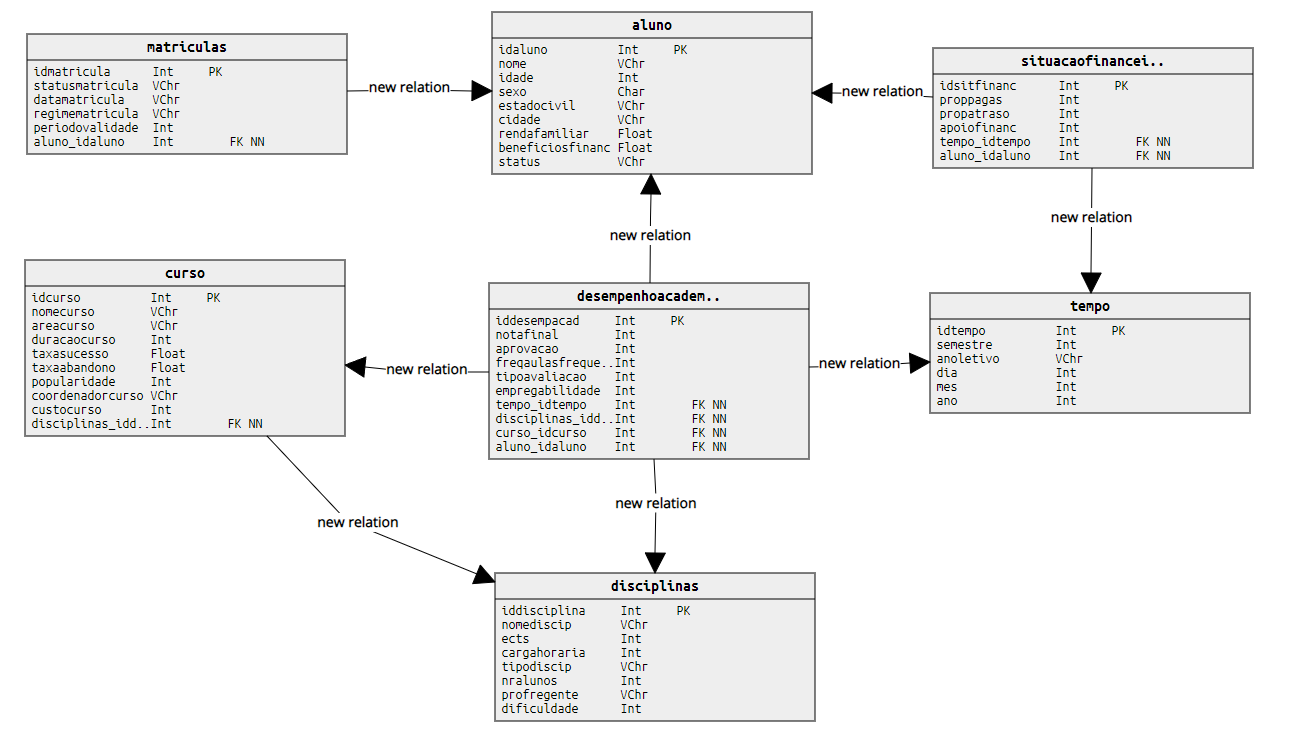 matriculas
idmatricula Int PK
statusmatricula VChr
datamatricula VChr
regimematricula VChr
periodovalidade Int
aluno_idaluno Int FK NN
new relation
aluno
idaluno Int PK
nome VChr
idade Int
sexo Char
estadocivil VChr
cidade VChr
rendafamiliar Float
beneficiosfinanc Float
status VChr
new relation
situacaofinancei..
idsitfinanc Int PK
proppagas Int
propatraso Int
apoiofinanc Int
tempo_idtempo Int FK NN
aluno_idaluno Int FK NN
new relation
new relation
curso
idcurso Int PK
nomecurso VChr
areacurso VChr
duracaocurso Int
taxasucesso Float
taxaabandono Float
popularidade Int
coordenadorcurso VChr
custocurso Int
disciplinas_idd.. Int FK NN
new relation
desempenhoacadem..
iddesempacad Int PK
notafinal Int
aprovacao Int
freqaulasfreque.. Int
tipoavaliacao Int
empregabilidade Int
tempo_idtempo Int FK NN
disciplinas_idd.. Int FK NN
curso_idcurso Int FK NN
aluno_idaluno Int FK NN
new relation
tempo
idtempo Int PK
semestre Int
anoletivo VChr
dia Int
mes Int
ano Int
new relation
new relation
disciplinas
iddisciplina Int PK
nomediscip VChr
ects Int
cargahoraria Int
tipodiscip VChr
nralunos Int
profregente VChr
dificuldade Int